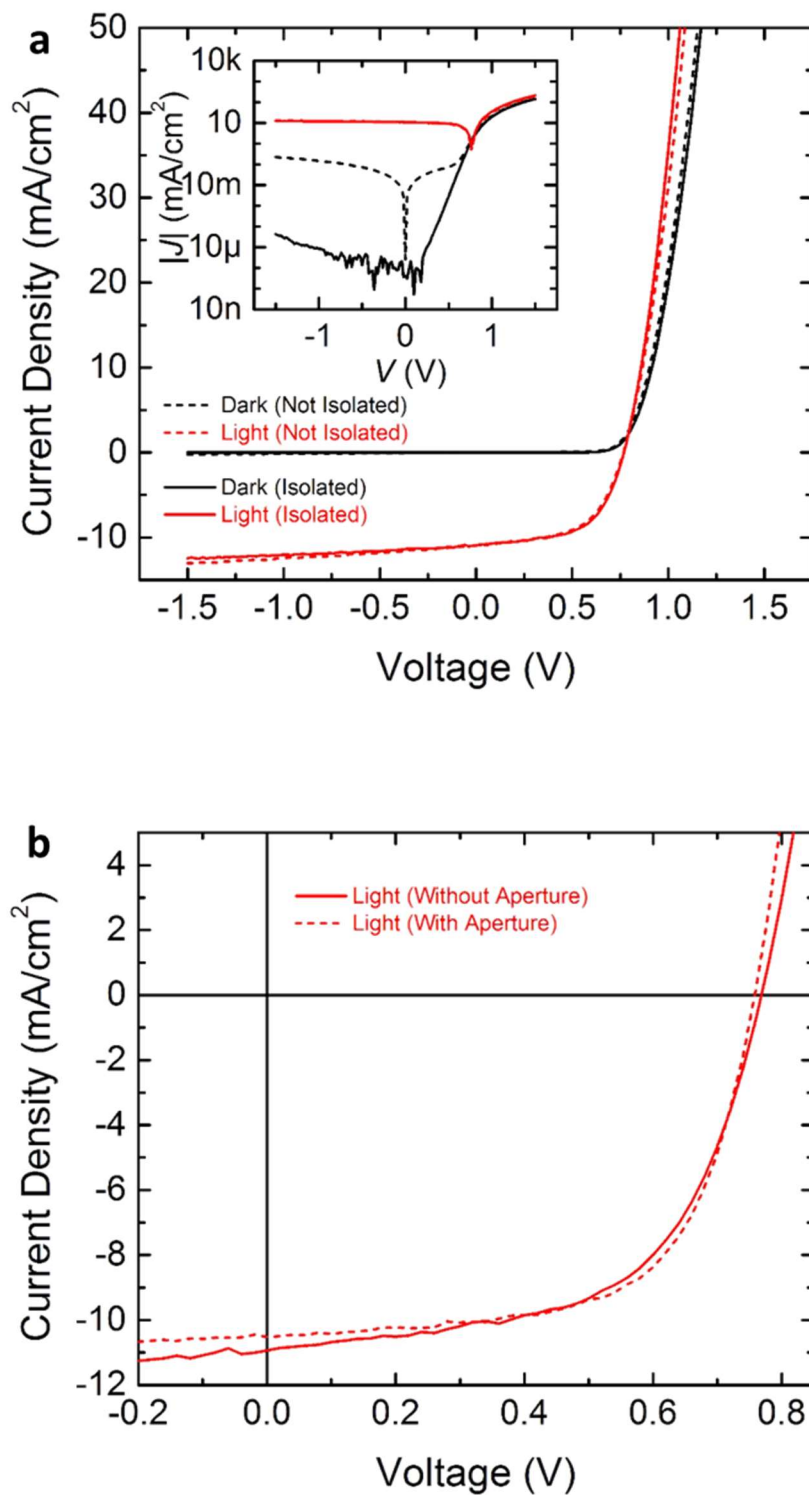 a
50
40
30
20
10
0
-10
Current Density (mA/cm²)
10k
10
10m
10µ
10n
|J| (mA/cm²)
-1 0 1
V (V)
Dark (Not Isolated)
Light (Not Isolated)
Dark (Isolated)
Light (Isolated)
-1.5 -1.0 -0.5 0.0 0.5 1.0 1.5
Voltage (V)
b
4
2
0
-2
-4
-6
-8
-10
-12
Current Density (mA/cm²)
Light (Without Aperture)
Light (With Aperture)
-0.2 0.0 0.2 0.4 0.6 0.8
Voltage (V)